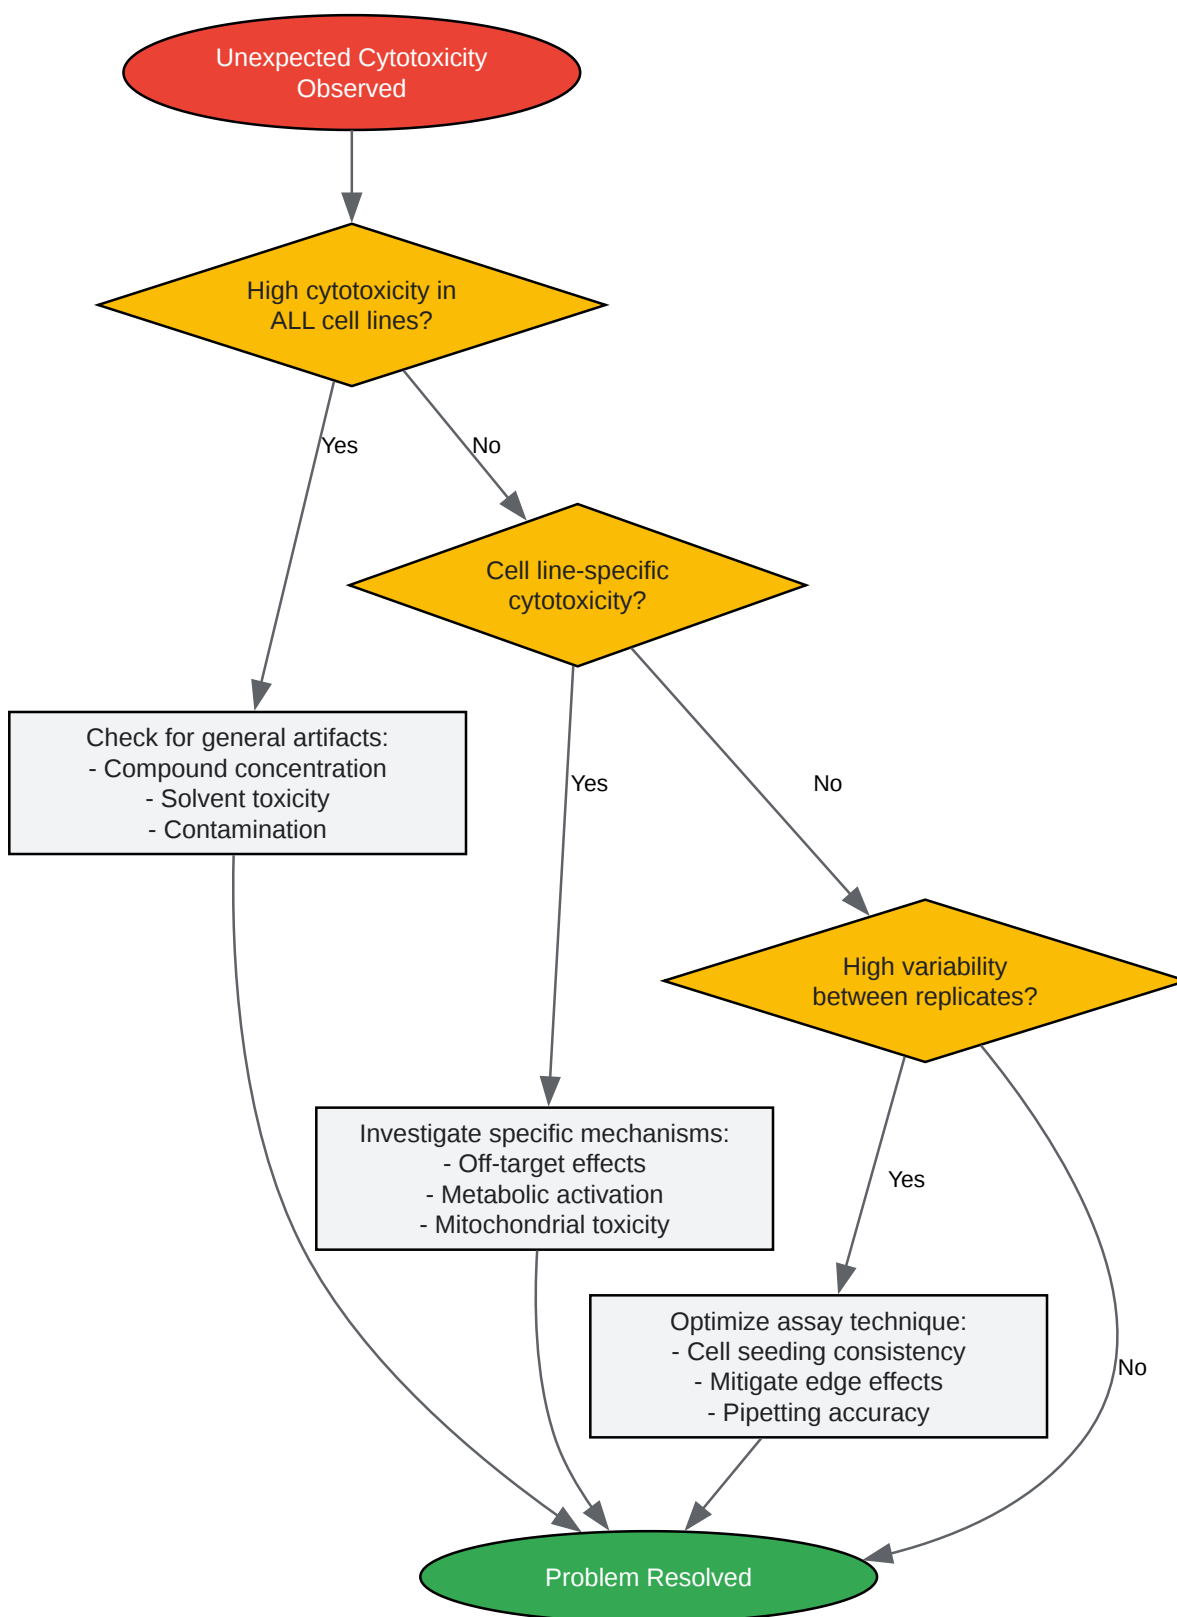 Unexpected Cytotoxicity
Observed
High cytotoxicity in
ALL cell lines?
Yes
No
Cell line-specific
cytotoxicity?
Check for general artifacts:
- Compound concentration
- Solvent toxicity
- Contamination
Yes
No
High variability
between replicates?
Investigate specific mechanisms:
- Off-target effects
- Metabolic activation
- Mitochondrial toxicity
Yes
Optimize assay technique:
- Cell seeding consistency
- Mitigate edge effects
- Pipetting accuracy
No
Problem Resolved